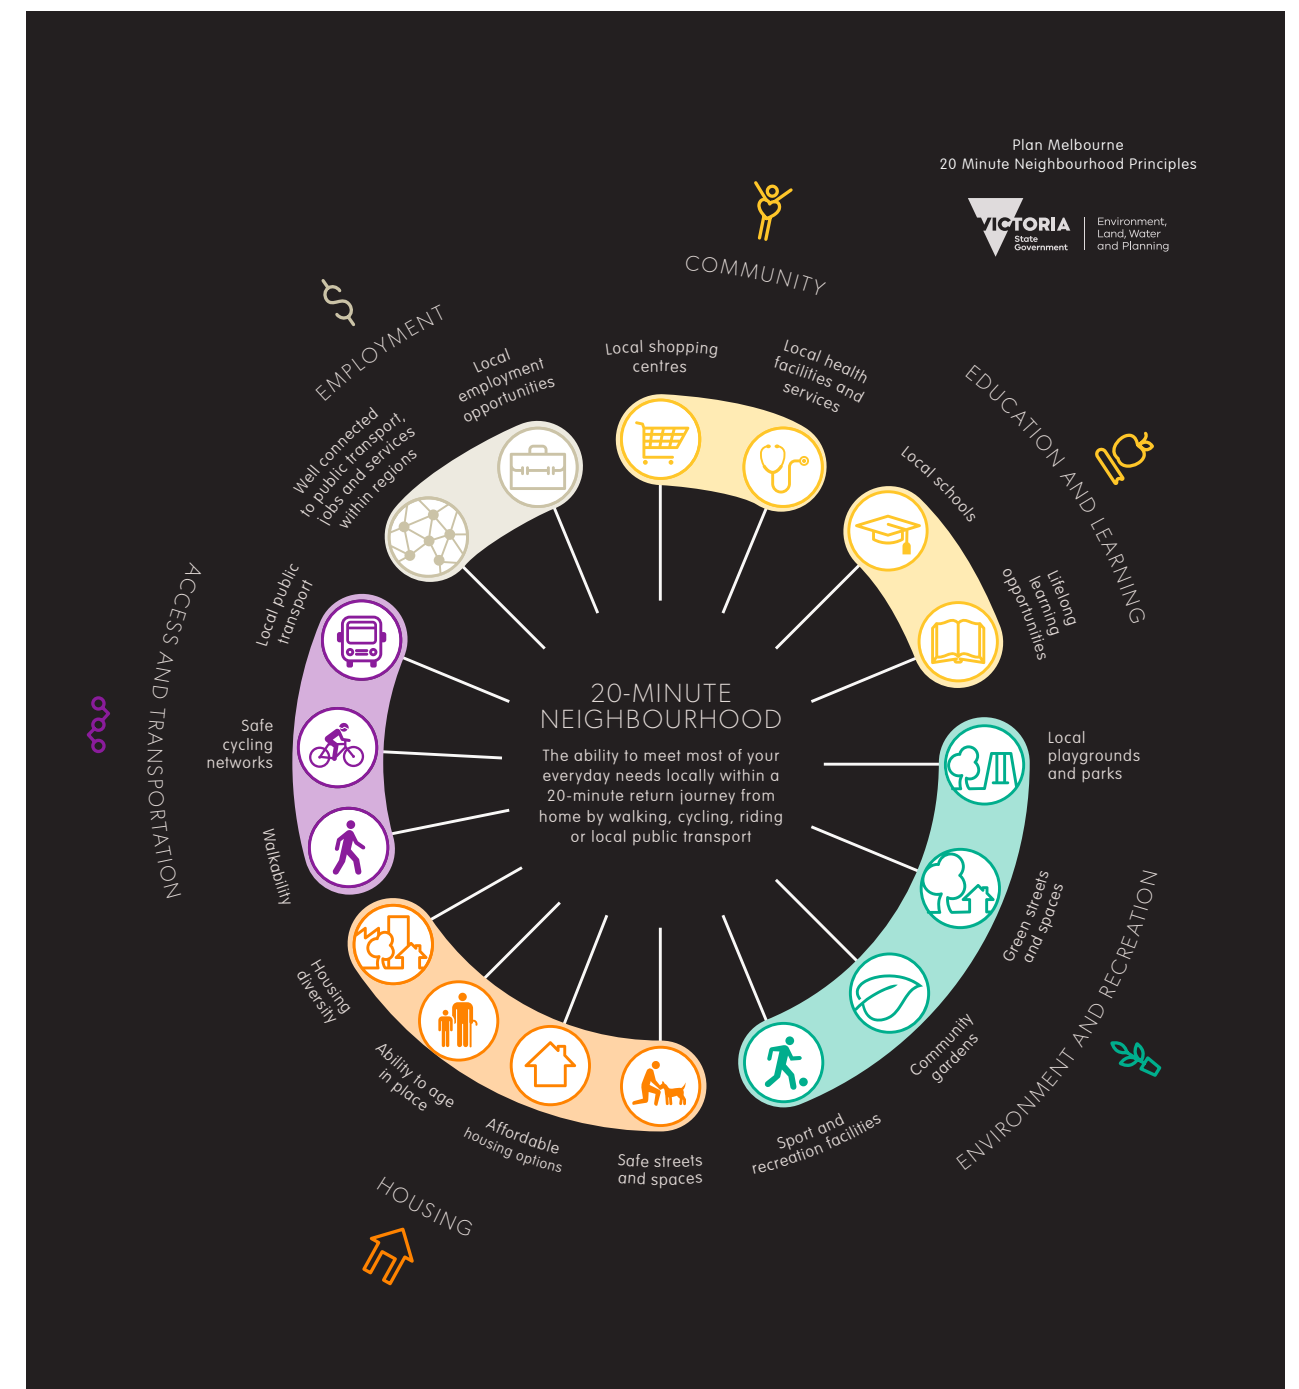 Plan Melbourne
20 Minute Neighbourhood Principles
VICTORIA
State
Government
Environment,
Land, Water
and Planning
COMMUNITY
Local shopping
centres
Local health
facilities and
services
EDUCATION AND LEARNING
Local schools
Lifelong
learning
opportunities
ENVIRONMENT AND RECREATION
Local
playgrounds
and parks
Green streets
and spaces
Community
gardens
Sport and
recreation facilities
HOUSING
Safe streets
and spaces
Affordable
housing options
Ability to age
in place
Housing
diversity
ACCESS AND TRANSPORTATION
Walkability
Safe
cycling
networks
Local public
transport
EMPLOYMENT
Well connected
to public transport,
jobs and services
within regions
Local
employment
opportunities
20-MINUTE
NEIGHBOURHOOD
The ability to meet most of your
everyday needs locally within a
20-minute return journey from
home by walking, cycling, riding
or local public transport